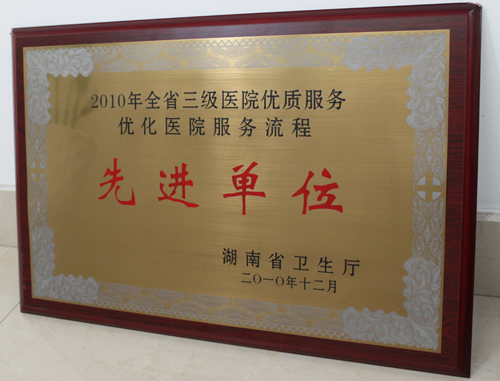 2010年全省三级医院优质服务
优化医院服务流程
先进单位
湖南省卫生厅
二〇一〇年十二月